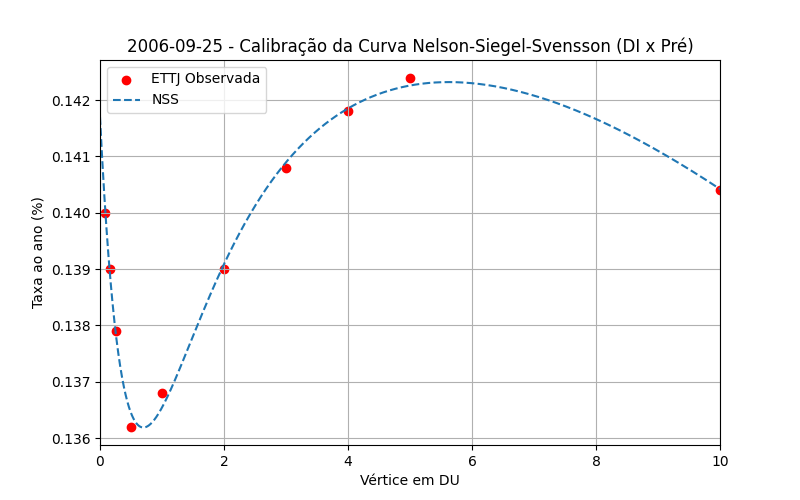 2006-09-25 - Calibração da Curva Nelson-Siegel-Svensson (DI x Pré)
ETTJ Observada
NSS
Taxa ao ano (%)
0.142
0.141
0.140
0.139
0.138
0.137
0.136
0 2 4 6 8 10
Vértice em DU